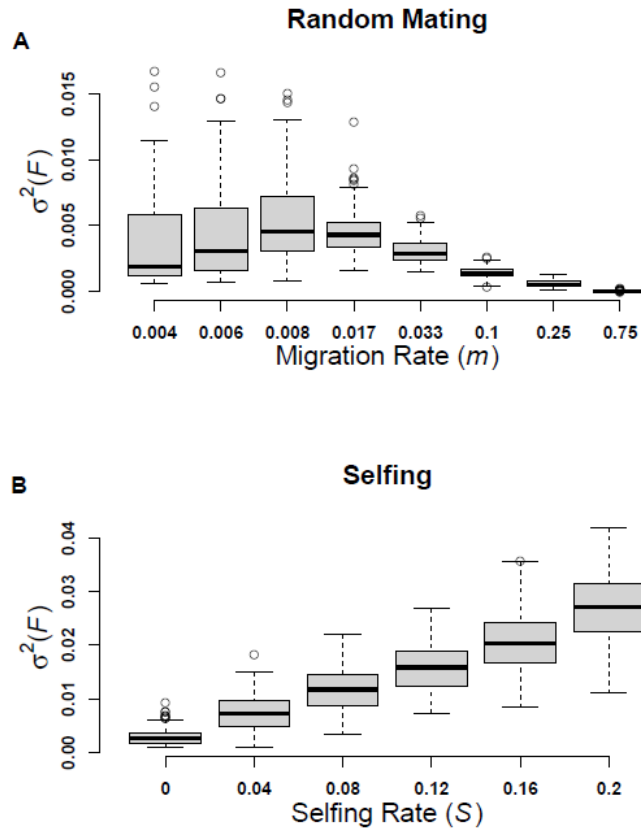 Random Mating
A
σ²(F)
0.015
0.010
0.005
0.000
0.004 0.006 0.008 0.017 0.033 0.1 0.25 0.75
Migration Rate (m)
Selfing
B
σ²(F)
0.04
0.03
0.02
0.01
0.00
0 0.04 0.08 0.12 0.16 0.2
Selfing Rate (S)